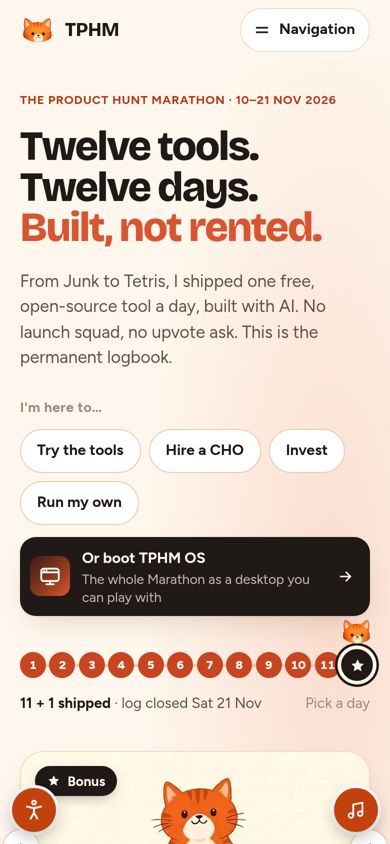 TPHM
Navigation
THE PRODUCT HUNT MARATHON · 10–21 NOV 2026
Twelve tools.
Twelve days.
Built, not rented.
From Junk to Tetris, I shipped one free,
open-source tool a day, built with AI. No
launch squad, no upvote ask. This is the
permanent logbook.
I'm here to...
Try the tools
Hire a CHO
Invest
Run my own
Or boot TPHM OS
The whole Marathon as a desktop you
can play with
1 2 3 4 5 6 7 8 9 10 11
11 + 1 shipped · log closed Sat 21 Nov
Pick a day
Bonus